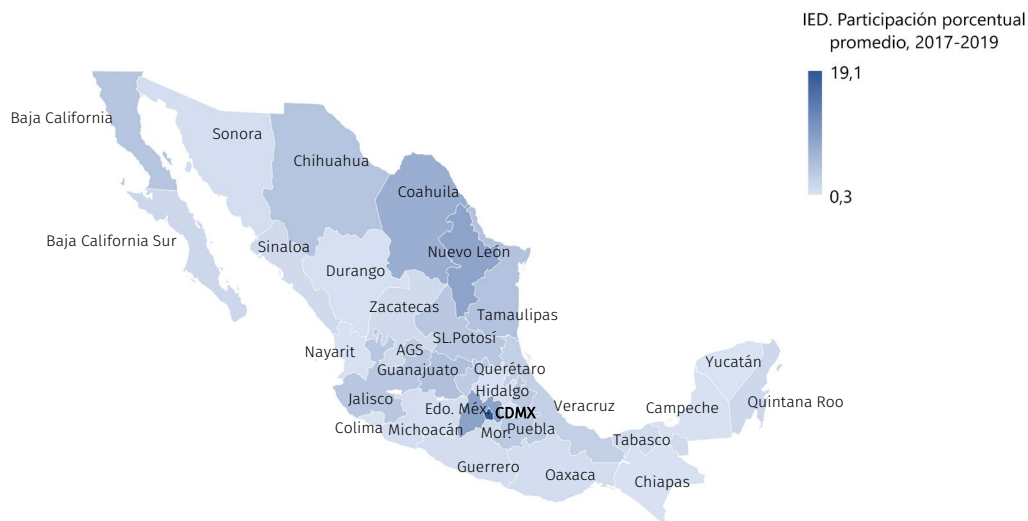 IED. Participación porcentual
promedio, 2017-2019
19,1
0,3
Baja California
Sonora
Chihuahua
Coahuila
Baja California Sur
Sinaloa
Nuevo León
Durango
Zacatecas
Tamaulipas
SL.Potosí
Nayarit
AGS
Guanajuato
Querétaro
Yucatán
Hidalgo
Jalisco
Edo. Méx.
CDMX
Veracruz
Campeche
Quintana Roo
Colima
Michoacán
Mor.
Puebla
Tabasco
Guerrero
Oaxaca
Chiapas